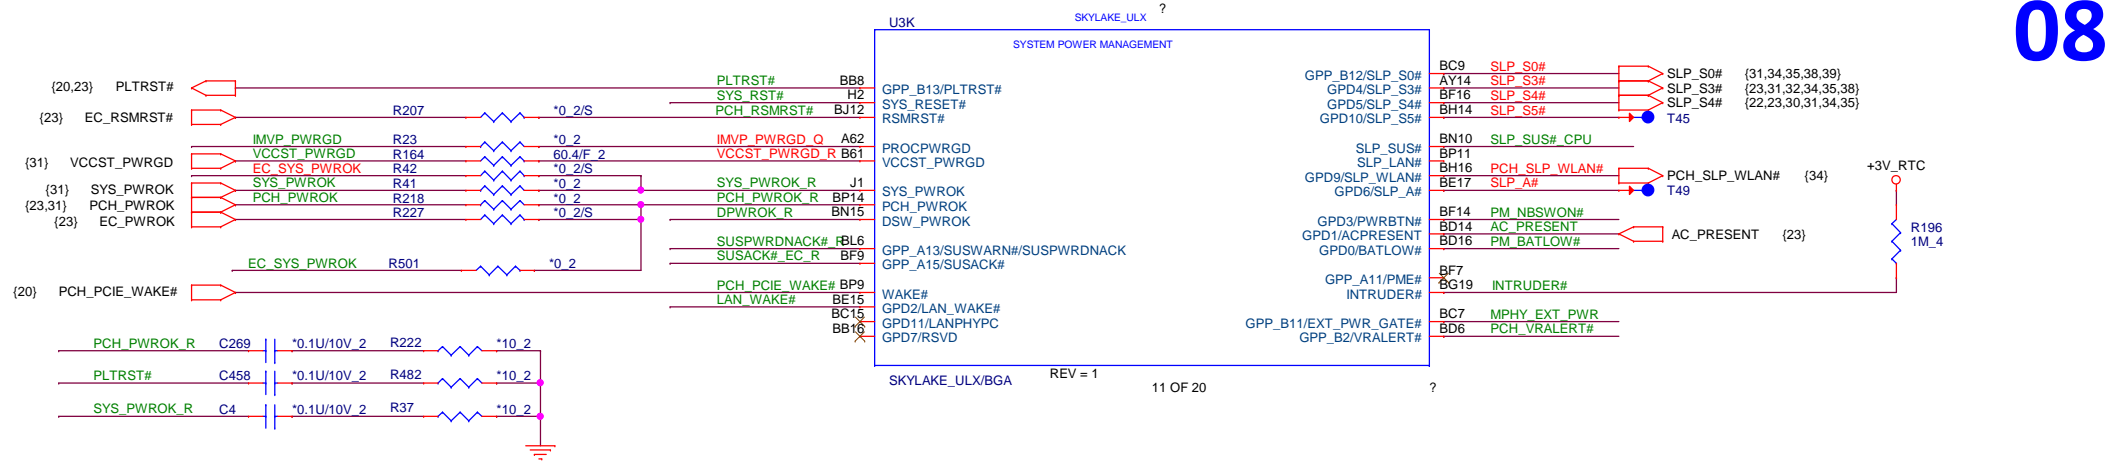 08
U3K
SKYLAKE_ULX
?
SYSTEM POWER MANAGEMENT
{20,23} PLTRST#
PLTRST# BB8 GPP_B13/PLTRST#
SYS_RST# H2 SYS_RESET#
{23} EC_RSMRST# R207 *0_2/S PCH_RSMRST# BJ12 RSMRST#
IMVP_PWRGD R23 *0_2 IMVP_PWRGD_Q A62 PROCPWRGD
{31} VCCST_PWRGD VCCST_PWRGD R164 60.4/F_2 VCCST_PWRGD_R B61 VCCST_PWRGD
EC_SYS_PWROK R42 *0_2/S
{31} SYS_PWROK SYS_PWROK R41 *0_2 SYS_PWROK_R J1 SYS_PWROK
{23,31} PCH_PWROK PCH_PWROK R218 *0_2 PCH_PWROK_R BP14 PCH_PWROK
{23} EC_PWROK R227 *0_2/S DPWROK_R BN15 DSW_PWROK
SUSPWRDNACK#_R BL6 GPP_A13/SUSWARN#/SUSPWRDNACK
SUSACK#_EC_R BF9 GPP_A15/SUSACK#
EC_SYS_PWROK R501 *0_2
{20} PCH_PCIE_WAKE# PCH_PCIE_WAKE# BP9 WAKE#
LAN_WAKE# BE15 GPD2/LAN_WAKE#
BC15 GPD11/LANPHYPC
BB16 GPD7/RSVD
GPP_B12/SLP_S0# BC9 SLP_S0# SLP_S0# {31,34,35,38,39}
GPD4/SLP_S3# AY14 SLP_S3# SLP_S3# {23,31,32,34,35,38}
GPD5/SLP_S4# BF16 SLP_S4# SLP_S4# {22,23,30,31,34,35}
GPD10/SLP_S5# BH14 SLP_S5# T45
SLP_SUS# BN10 SLP_SUS#_CPU
SLP_LAN# BP11
GPD9/SLP_WLAN# BH16 PCH_SLP_WLAN# PCH_SLP_WLAN# {34}
GPD6/SLP_A# BE17 SLP_A# T49
GPD3/PWRBTN# BF14 PM_NBSWON#
GPD1/ACPRESENT BD14 AC_PRESENT AC_PRESENT {23}
GPD0/BATLOW# BD16 PM_BATLOW#
GPP_A11/PME# BF7
INTRUDER# BG19 INTRUDER#
GPP_B11/EXT_PWR_GATE# BC7 MPHY_EXT_PWR
GPP_B2/VRALERT# BD6 PCH_VRALERT#
+3V_RTC
R196
1M_4
PCH_PWROK_R C269 *0.1U/10V_2 R222 *10_2
PLTRST# C458 *0.1U/10V_2 R482 *10_2
SYS_PWROK_R C4 *0.1U/10V_2 R37 *10_2
SKYLAKE_ULX/BGA
REV = 1
11 OF 20
?